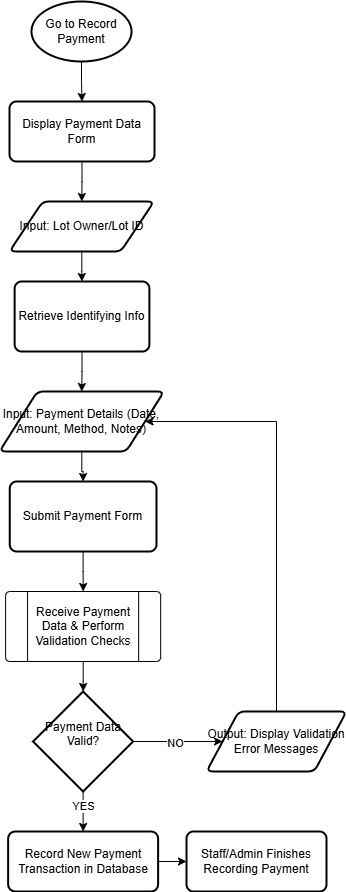 Go to Record
Payment
Display Payment Data
Form
Input: Lot Owner/Lot ID
Retrieve Identifying Info
Input: Payment Details (Date,
Amount, Method, Notes)
Submit Payment Form
Receive Payment
Data & Perform
Validation Checks
Payment Data
Valid?
NO
Output: Display Validation
Error Messages
YES
Record New Payment
Transaction in Database
Staff/Admin Finishes
Recording Payment